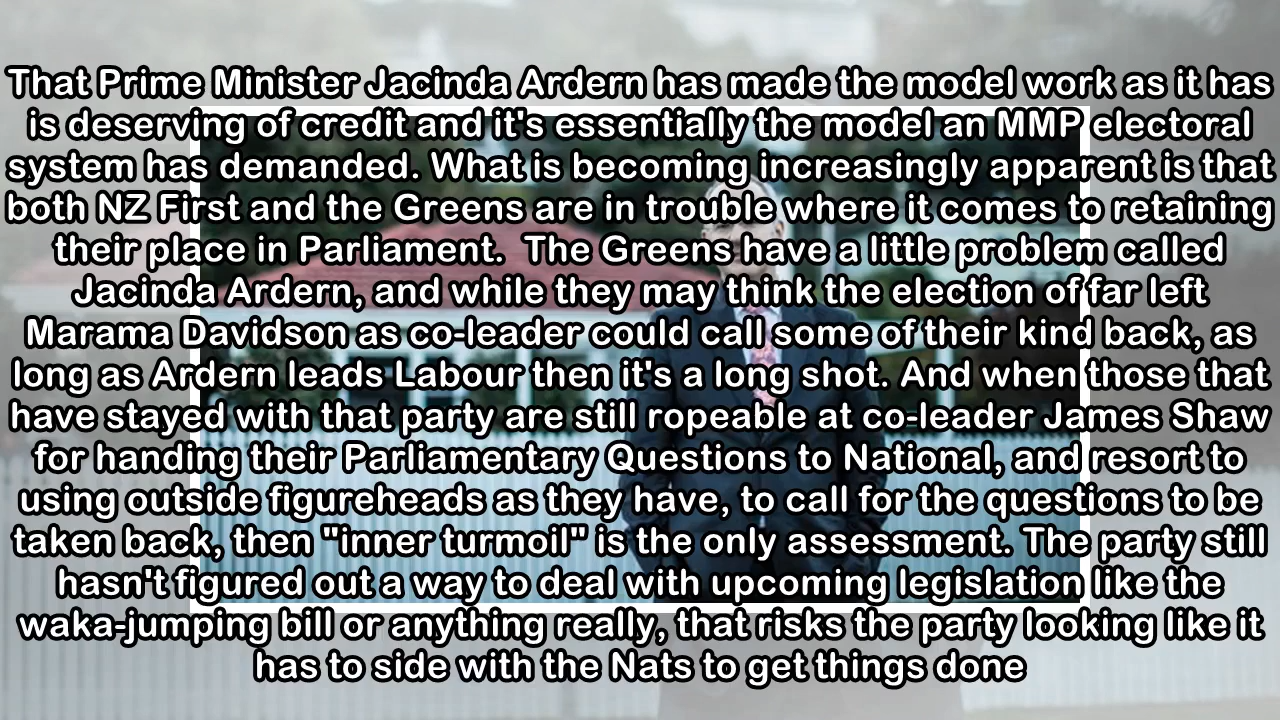 That Prime Minister Jacinda Ardern has made the model work as it has
is deserving of credit and it's essentially the model an MMP electoral
system has demanded. What is becoming increasingly apparent is that
both NZ First and the Greens are in trouble where it comes to retaining
their place in Parliament.  The Greens have a little problem called
Jacinda Ardern, and while they may think the election of far left
Marama Davidson as co-leader could call some of their kind back, as
long as Ardern leads Labour then it's a long shot. And when those that
have stayed with that party are still ropeable at co-leader James Shaw
for handing their Parliamentary Questions to National, and resort to
using outside figureheads as they have, to call for the questions to be
taken back, then "inner turmoil" is the only assessment. The party still
hasn't figured out a way to deal with upcoming legislation like the
waka-jumping bill or anything really, that risks the party looking like it
has to side with the Nats to get things done